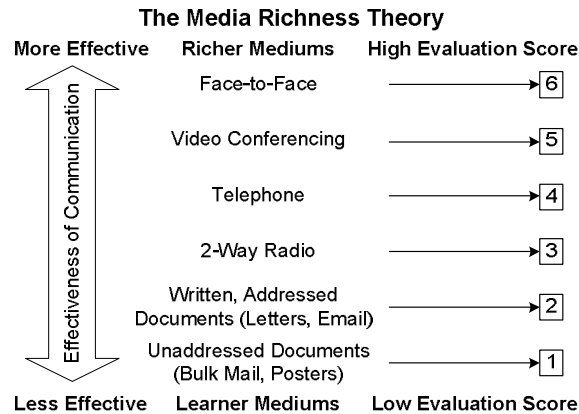 The Media Richness Theory
More Effective Richer Mediums High Evaluation Score
Effectiveness of Communication
Face-to-Face 6
Video Conferencing 5
Telephone 4
2-Way Radio 3
Written, Addressed
Documents (Letters, Email) 2
Unaddressed Documents
(Bulk Mail, Posters) 1
Less Effective Learner Mediums Low Evaluation Score